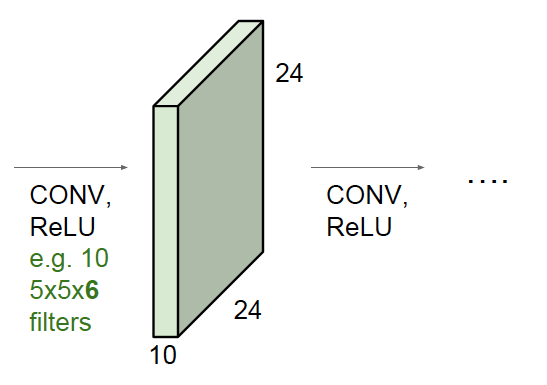 24
CONV,
ReLU
e.g. 10
5x5x6
filters
CONV,
ReLU
....
24
10